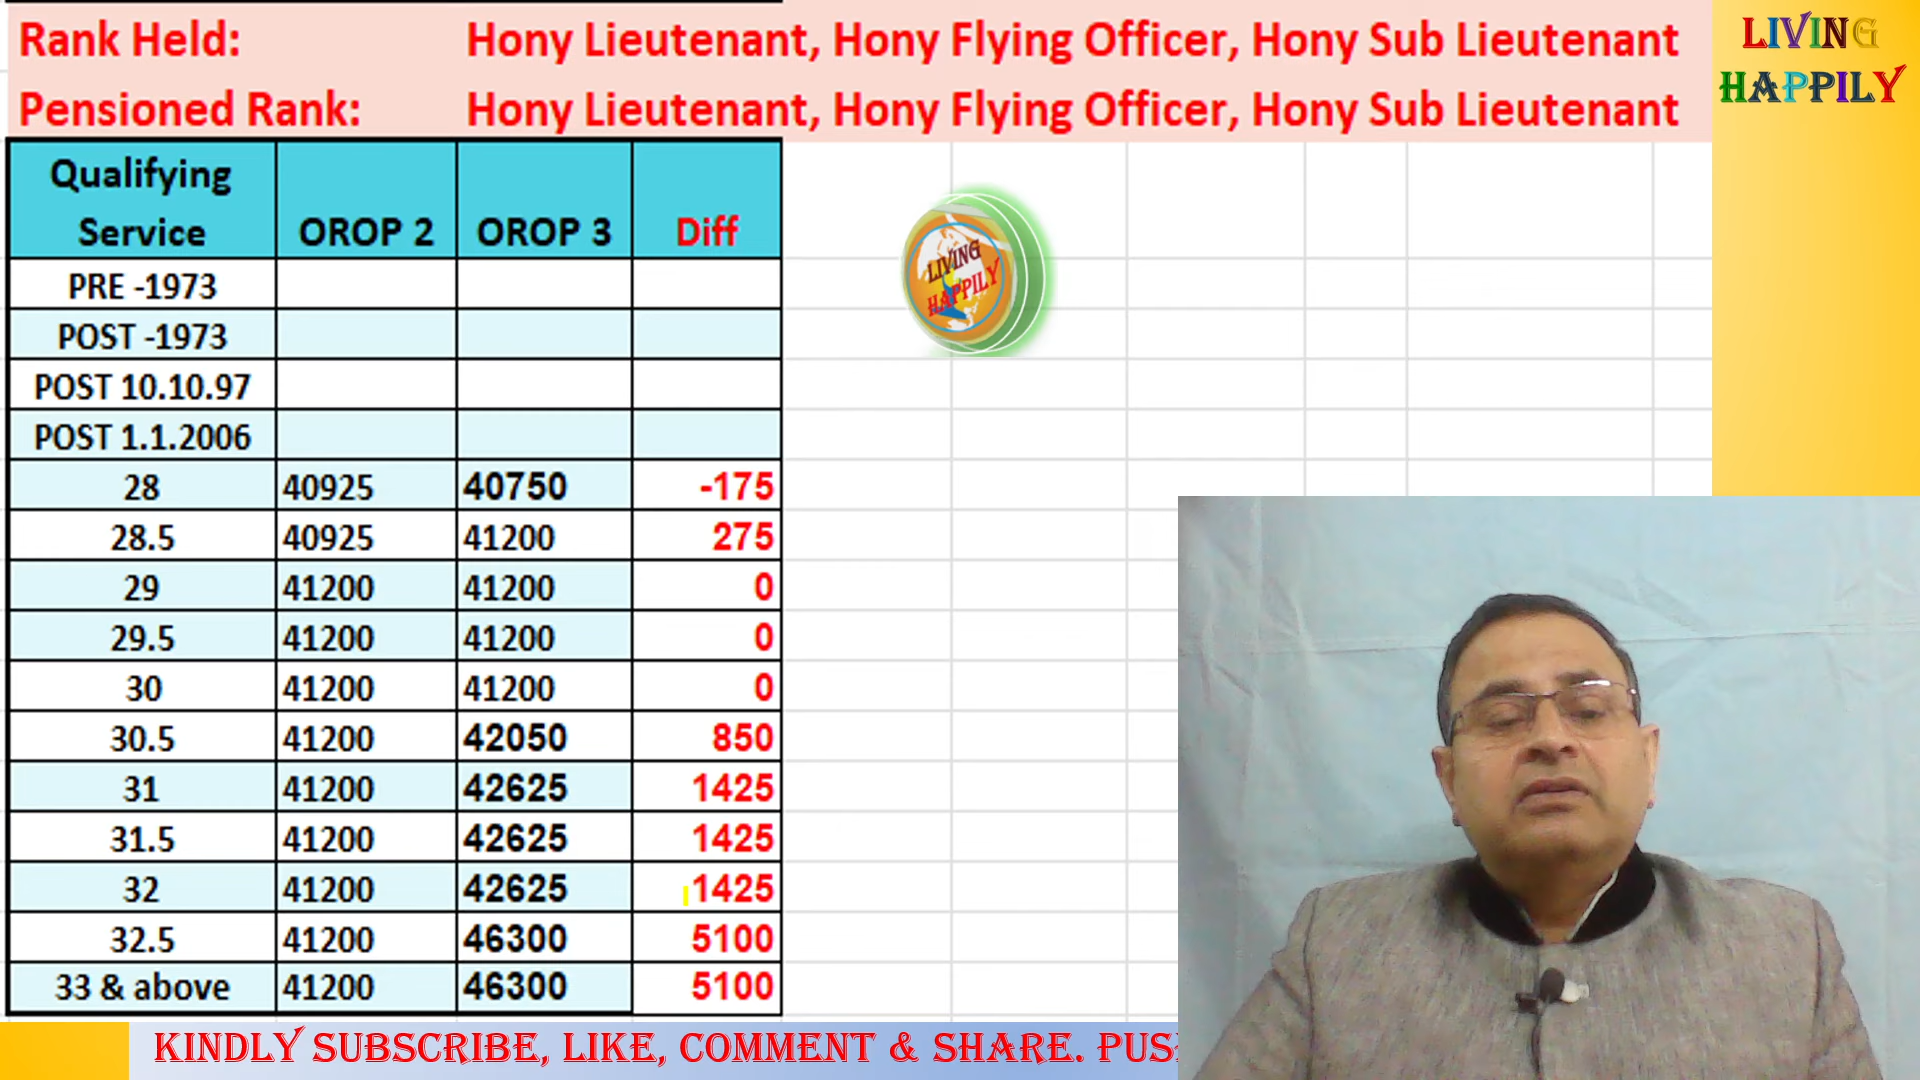 Rank Held: Hony Lieutenant, Hony Flying Officer, Hony Sub Lieutenant
Pensioned Rank: Hony Lieutenant, Hony Flying Officer, Hony Sub Lieutenant
LIVING
HAPPILY
Qualifying Service OROP 2 OROP 3 Diff
PRE -1973
POST -1973
POST 10.10.97
POST 1.1.2006
28 40925 40750 -175
28.5 40925 41200 275
29 41200 41200 0
29.5 41200 41200 0
30 41200 41200 0
30.5 41200 42050 850
31 41200 42625 1425
31.5 41200 42625 1425
32 41200 42625 1425
32.5 41200 46300 5100
33 & above 41200 46300 5100
LIVING
HAPPILY
KINDLY SUBSCRIBE, LIKE, COMMENT & SHARE.